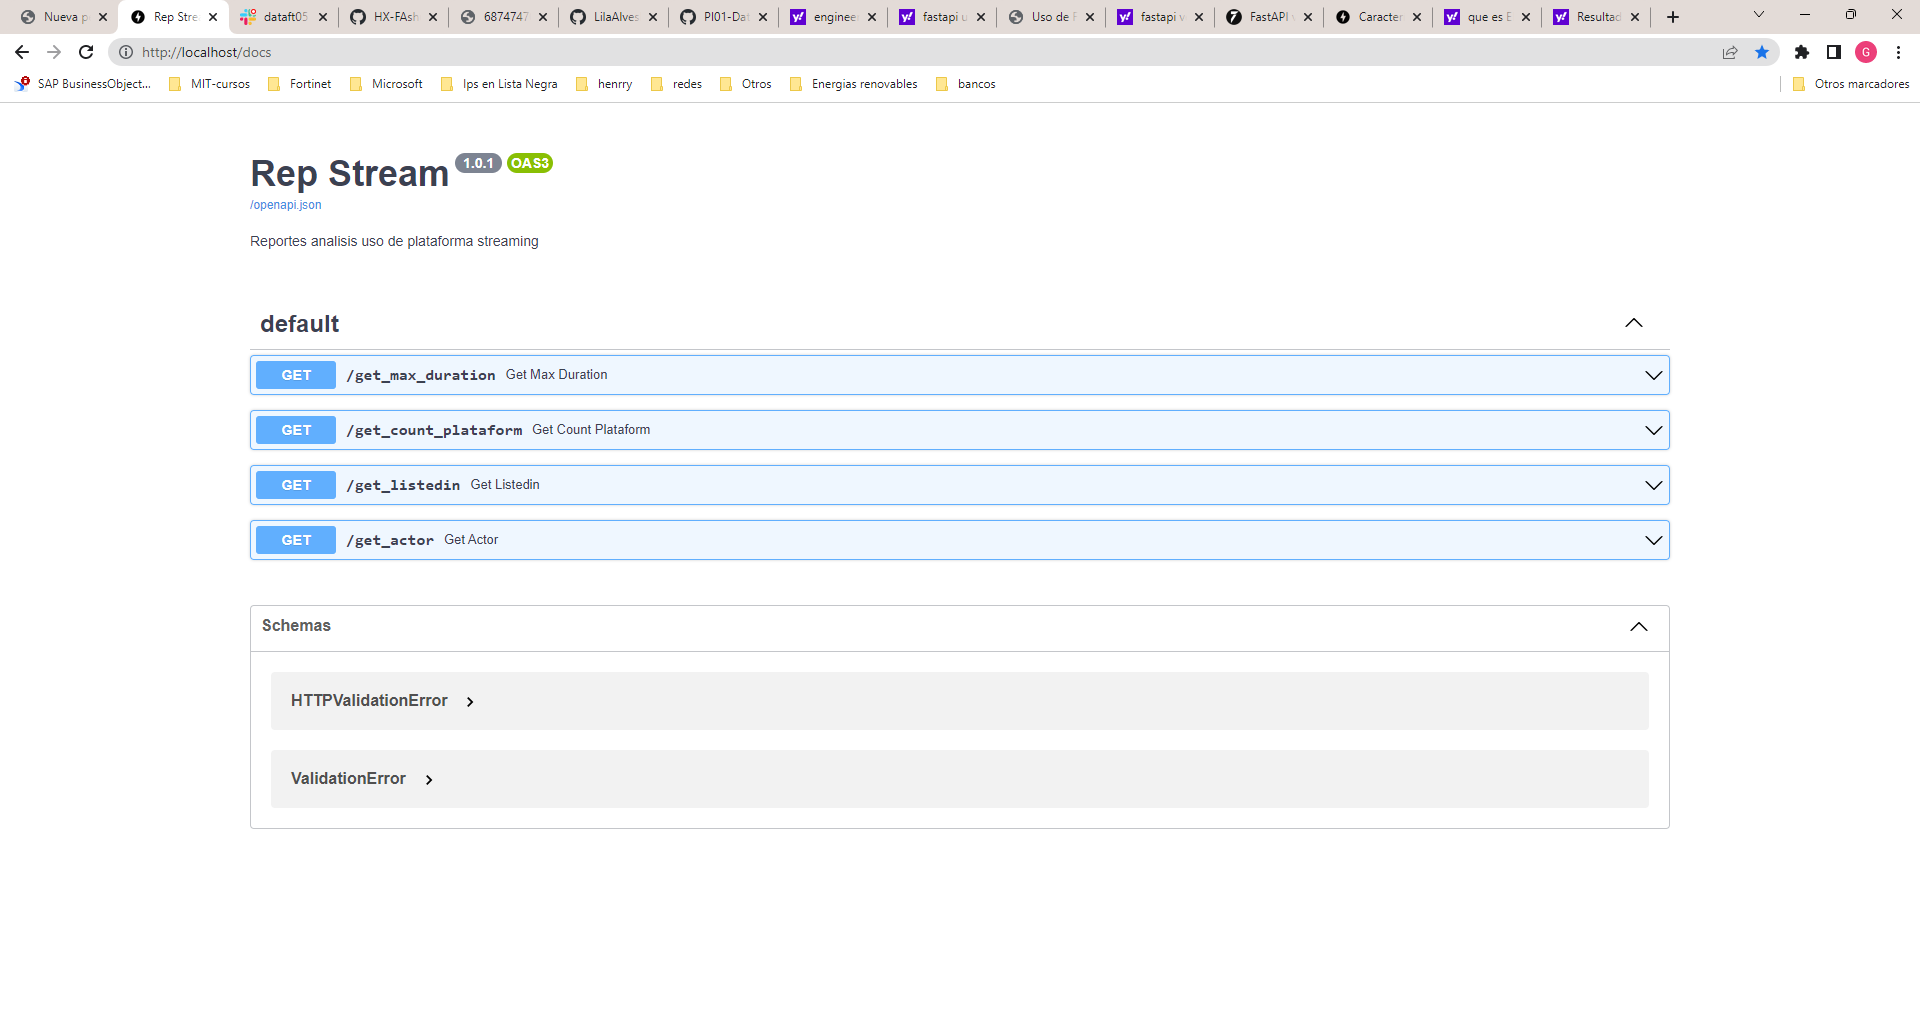 Nueva p
Rep Stre
dataft05
HX-FAsh
6874747
LilaAlves
PI01-Dat
enginee
fastapi u
Uso de F
fastapi v
FastAPI
Caracter
que es E
Resultad
http://localhost/docs
G
SAP BusinessObject...
MIT-cursos
Fortinet
Microsoft
Ips en Lista Negra
henrry
redes
Otros
Energias renovables
bancos
Otros marcadores
Rep Stream 1.0.1 OAS3
/openapi.json
Reportes analisis uso de plataforma streaming
default
GET /get_max_duration Get Max Duration
GET /get_count_plataform Get Count Plataform
GET /get_listedin Get Listedin
GET /get_actor Get Actor
Schemas
HTTPValidationError
ValidationError